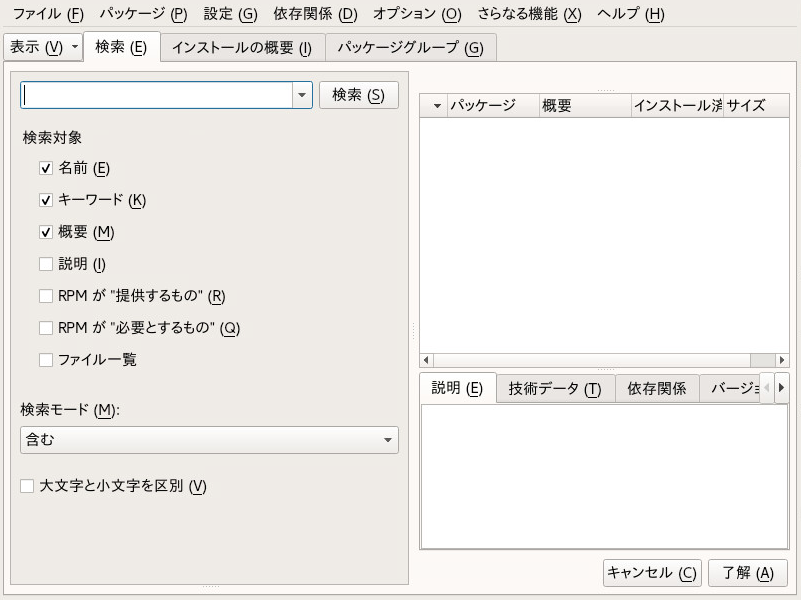 ファイル (F) パッケージ (P) 設定 (G) 依存関係 (D) オプション (O) さらなる機能 (X) ヘルプ (H)
表示 (V) 検索 (E) インストールの概要 (I) パッケージグループ (G)
検索 (S)
検索対象
名前 (E)
キーワード (K)
概要 (M)
説明 (I)
RPM が "提供するもの" (R)
RPM が "必要とするもの" (Q)
ファイル一覧
検索モード (M):
含む
大文字と小文字を区別 (V)
パッケージ 概要 インストール済 サイズ
説明 (E) 技術データ (T) 依存関係 バージョ
キャンセル (C) 了解 (A)